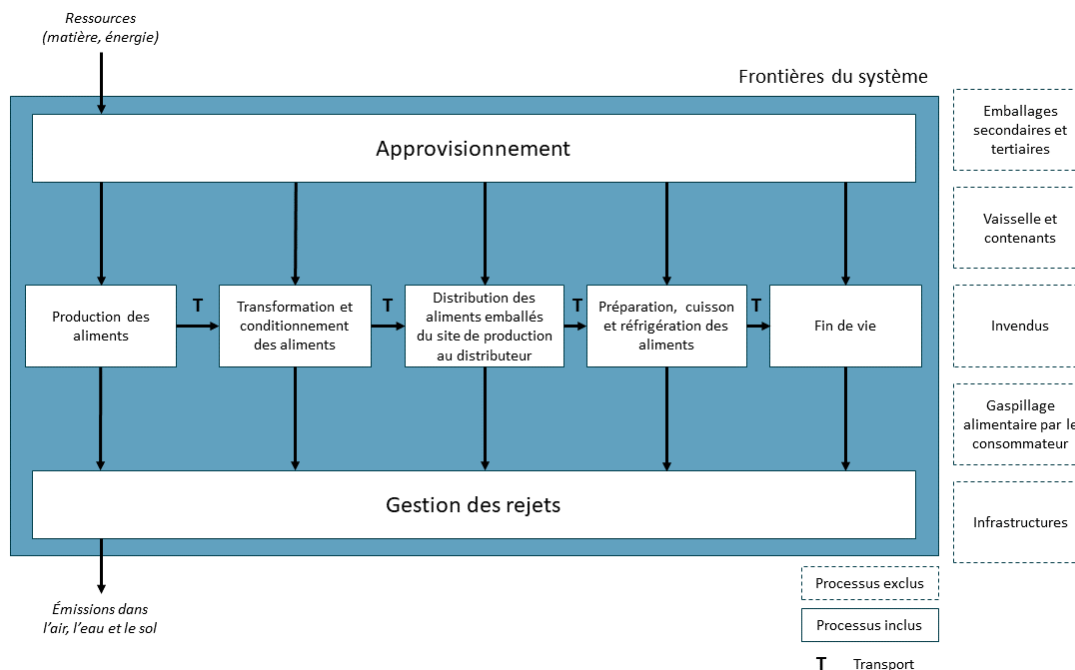 Ressources
(matière, énergie)
Frontières du système
Approvisionnement
Production des
aliments
T
Transformation et
conditionnement
des aliments
T
Distribution des
aliments emballés
du site de production
au distributeur
T
Préparation, cuisson
et réfrigération des
aliments
T
Fin de vie
Gestion des rejets
Émissions dans
l'air, l'eau et le sol
Emballages
secondaires et
tertiaires
Vaisselle et
contenants
Invendus
Gaspillage
alimentaire par le
consommateur
Infrastructures
Processus exclus
Processus inclus
T Transport